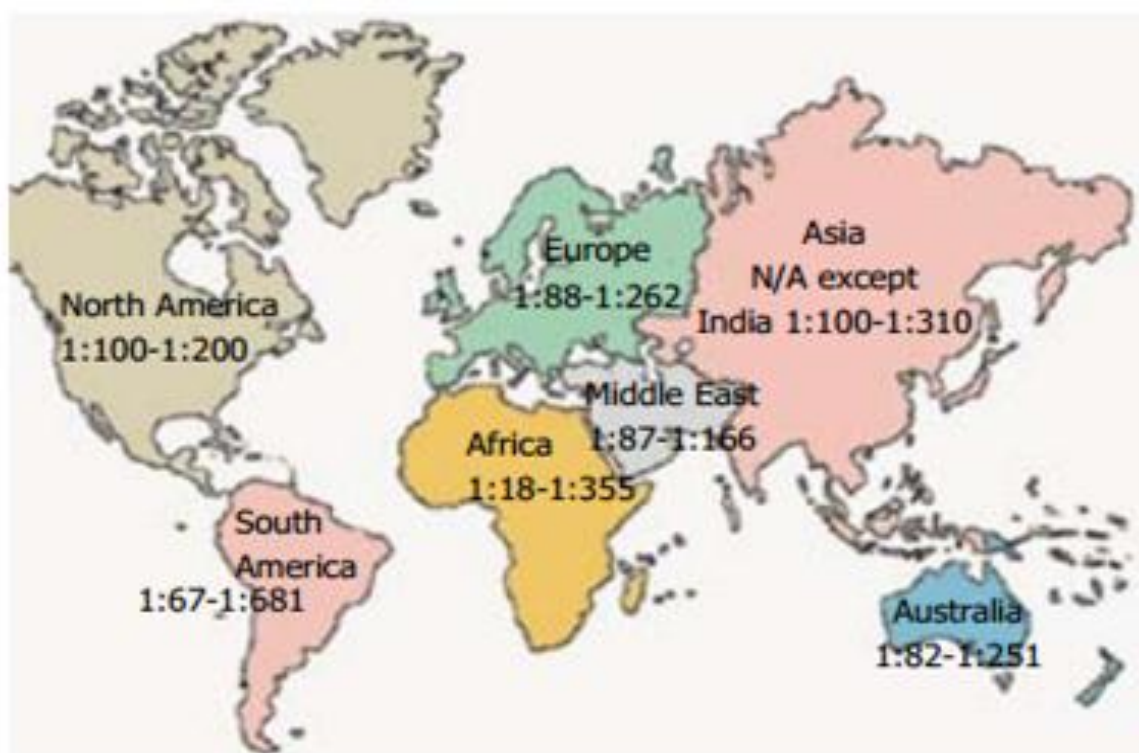 North America
1:100-1:200
Europe
1:88-1:262
Asia
N/A except
India 1:100-1:310
Middle East
1:87-1:166
Africa
1:18-1:355
South
America
1:67-1:681
Australia
1:82-1:251